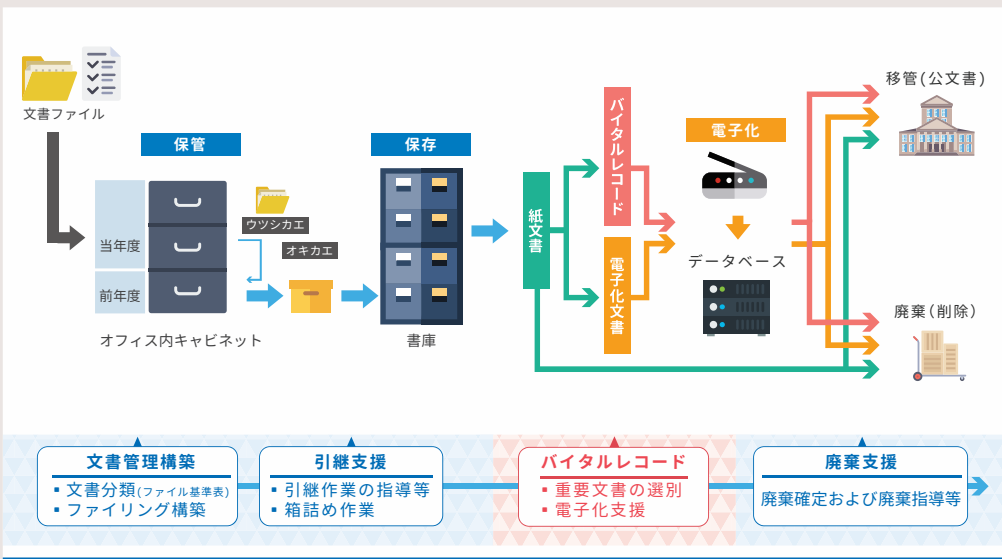 文書ファイル
保管
当年度
前年度
オフィス内キャビネット
ウツシカエ
オキカエ
保存
書庫
紙文書
バイタルレコード
電子化文書
電子化
データベース
移管(公文書)
廃棄(削除)
文書管理構築
▪ 文書分類(ファイル基準表)
▪ ファイリング構築
引継支援
▪ 引継作業の指導等
▪ 箱詰め作業
バイタルレコード
▪ 重要文書の選別
▪ 電子化支援
廃棄支援
廃棄確定および廃棄指導等